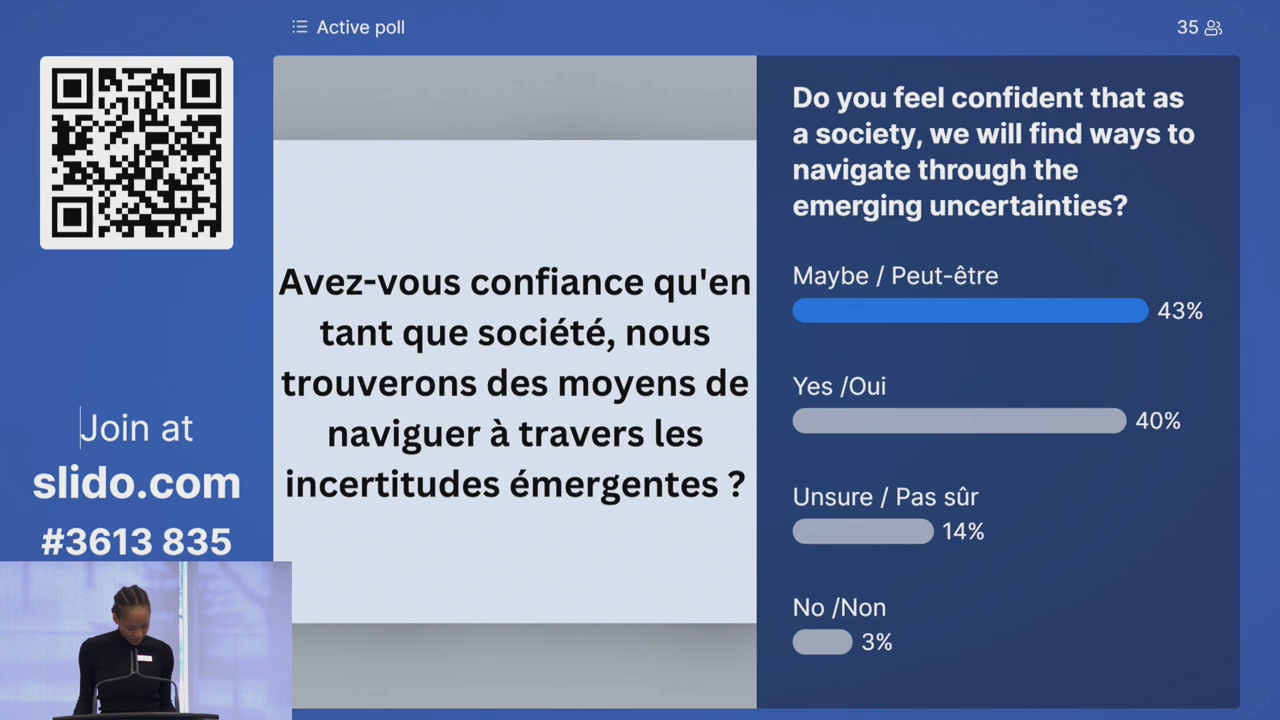 Active poll
35
Join at
slido.com
#3613 835
Avez-vous confiance qu'en
tant que société, nous
trouverons des moyens de
naviguer à travers les
incertitudes émergentes ?
Do you feel confident that as
a society, we will find ways to
navigate through the
emerging uncertainties?
Maybe / Peut-être
43%
Yes /Oui
40%
Unsure / Pas sûr
14%
No /Non
3%